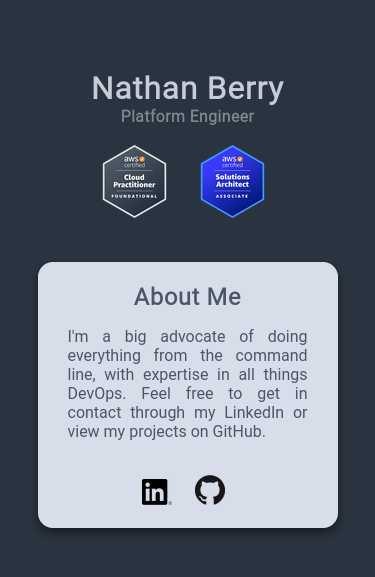 Nathan Berry
Platform Engineer
aws
certified
Cloud
Practitioner
FOUNDATIONAL
aws
certified
Solutions
Architect
ASSOCIATE
About Me
I'm a big advocate of doing
everything from the command
line, with expertise in all things
DevOps. Feel free to get in
contact through my LinkedIn or
view my projects on GitHub.
in